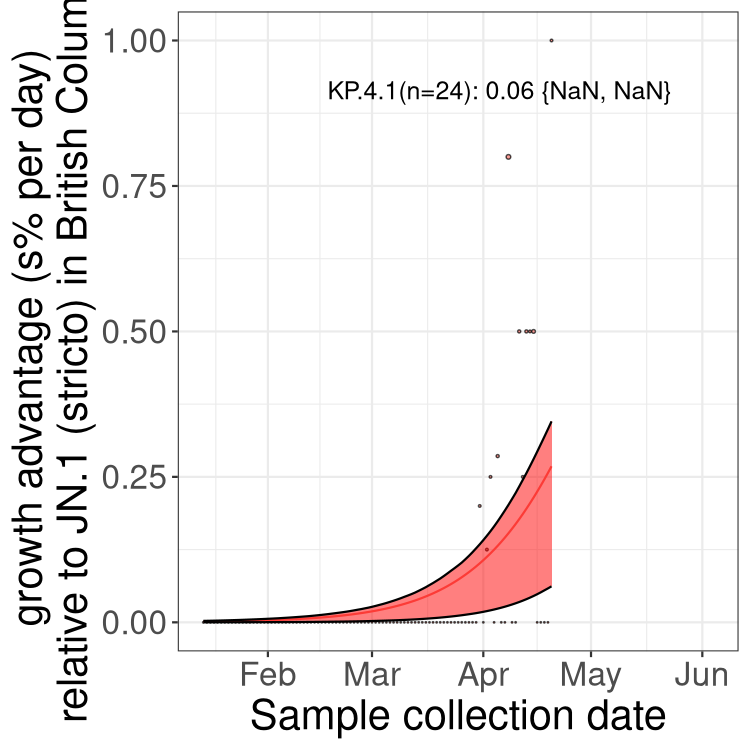 growth advantage (s% per day)
relative to JN.1 (stricto) in British Colum
1.00
0.75
0.50
0.25
0.00
KP.4.1(n=24): 0.06 {NaN, NaN}
Feb Mar Apr May Jun
Sample collection date